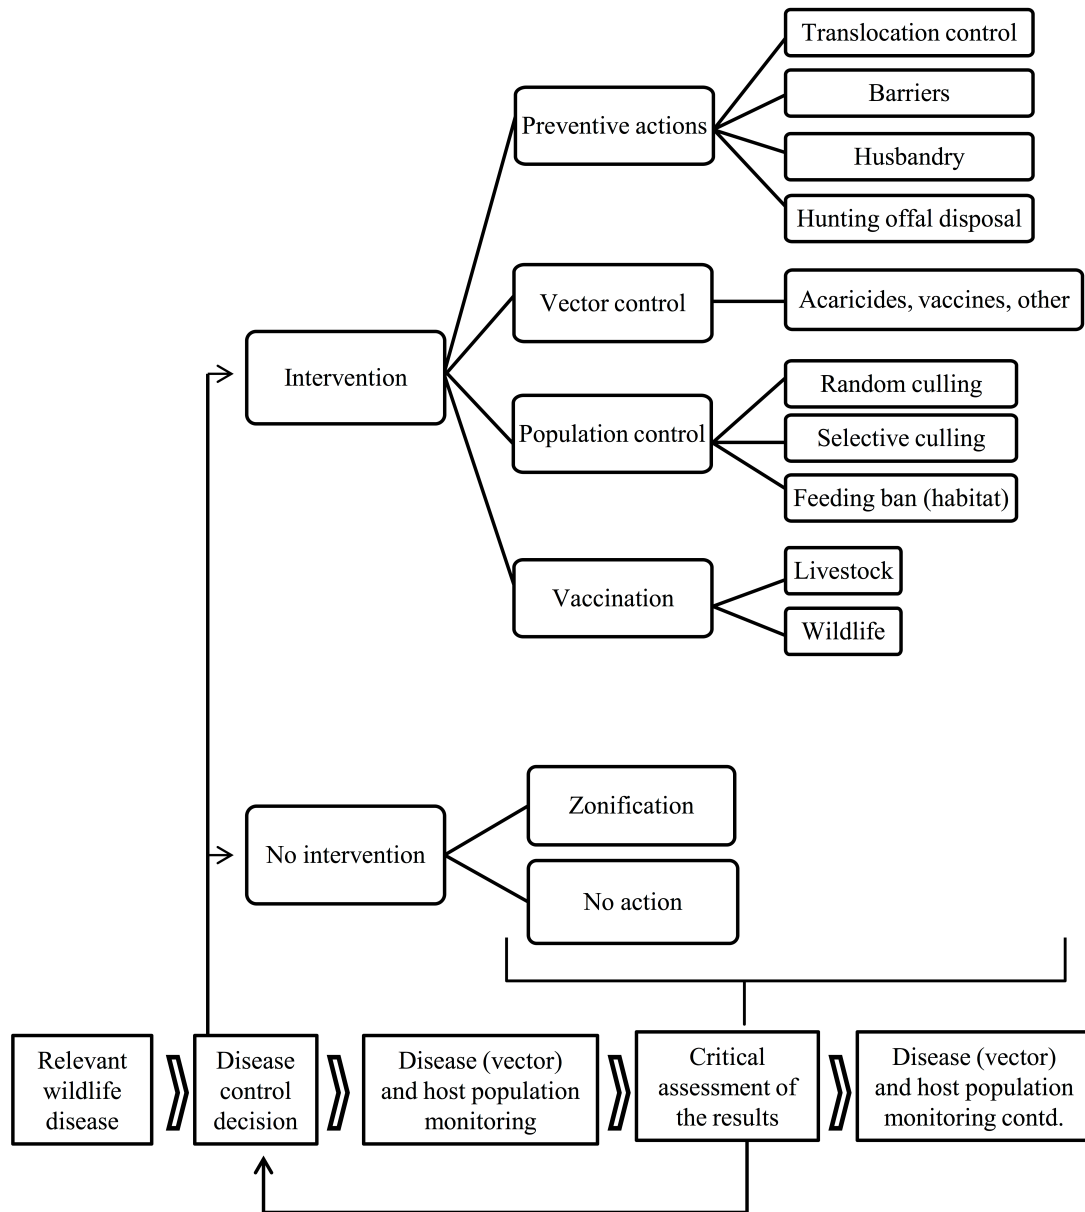 Translocation control
Barriers
Preventive actions
Husbandry
Hunting offal disposal
Vector control
Acaricides, vaccines, other
Intervention
Random culling
Population control
Selective culling
Feeding ban (habitat)
Vaccination
Livestock
Wildlife
No intervention
Zonification
No action
Relevant
wildlife
disease
Disease
control
decision
Disease (vector)
and host population
monitoring
Critical
assessment of
the results
Disease (vector)
and host population
monitoring contd.